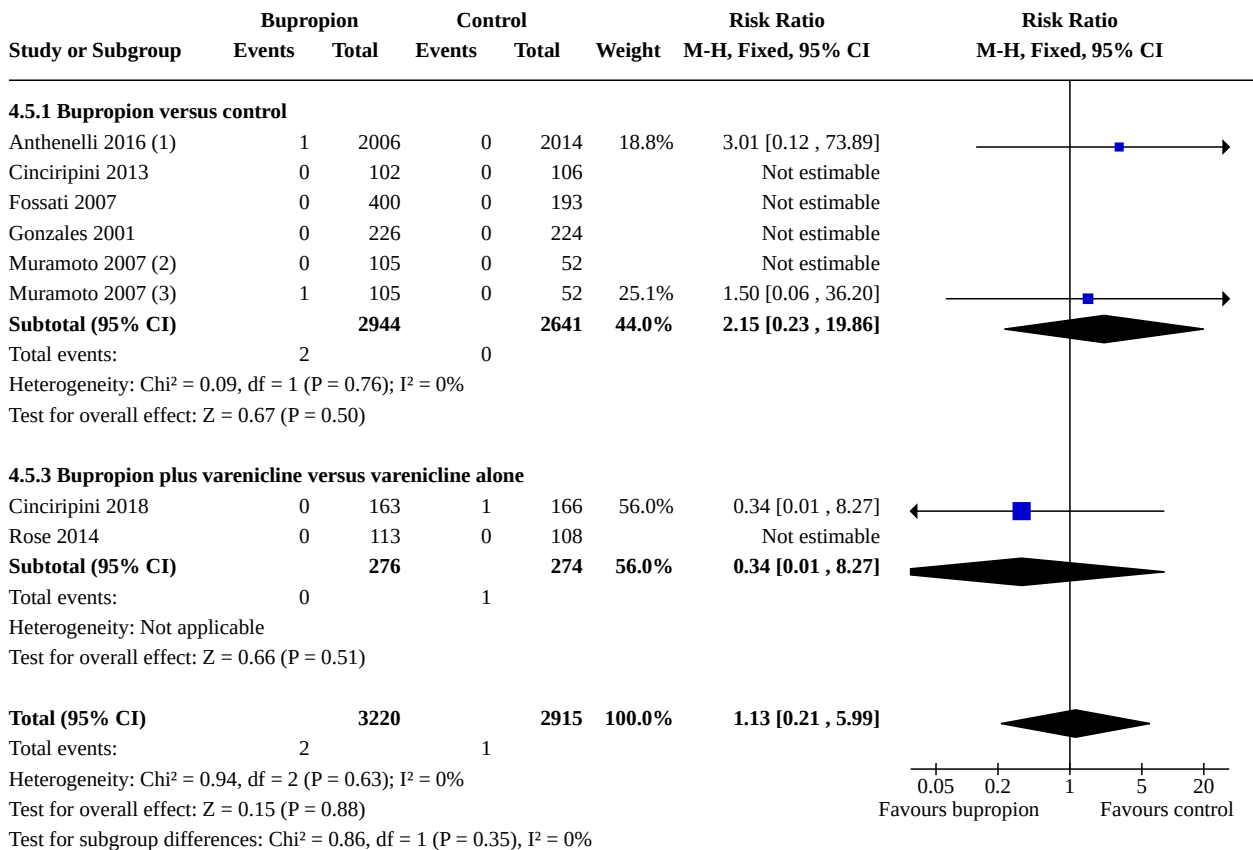 Bupropion Control Risk Ratio Risk Ratio
Study or Subgroup Events Total Events Total Weight M-H, Fixed, 95% CI M-H, Fixed, 95% CI
4.5.1 Bupropion versus control
Anthenelli 2016 (1) 1 2006 0 2014 18.8% 3.01 [0.12 , 73.89]
Cinciripini 2013 0 102 0 106 Not estimable
Fossati 2007 0 400 0 193 Not estimable
Gonzales 2001 0 226 0 224 Not estimable
Muramoto 2007 (2) 0 105 0 52 Not estimable
Muramoto 2007 (3) 1 105 0 52 25.1% 1.50 [0.06 , 36.20]
Subtotal (95% CI) 2944 2641 44.0% 2.15 [0.23 , 19.86]
Total events: 2 0
Heterogeneity: Chi² = 0.09, df = 1 (P = 0.76); I² = 0%
Test for overall effect: Z = 0.67 (P = 0.50)
4.5.3 Bupropion plus varenicline versus varenicline alone
Cinciripini 2018 0 163 1 166 56.0% 0.34 [0.01 , 8.27]
Rose 2014 0 113 0 108 Not estimable
Subtotal (95% CI) 276 274 56.0% 0.34 [0.01 , 8.27]
Total events: 0 1
Heterogeneity: Not applicable
Test for overall effect: Z = 0.66 (P = 0.51)
Total (95% CI) 3220 2915 100.0% 1.13 [0.21 , 5.99]
Total events: 2 1
Heterogeneity: Chi² = 0.94, df = 2 (P = 0.63); I² = 0%
Test for overall effect: Z = 0.15 (P = 0.88)
Test for subgroup differences: Chi² = 0.86, df = 1 (P = 0.35), I² = 0%
0.05 0.2 1 5 20
Favours bupropion Favours control